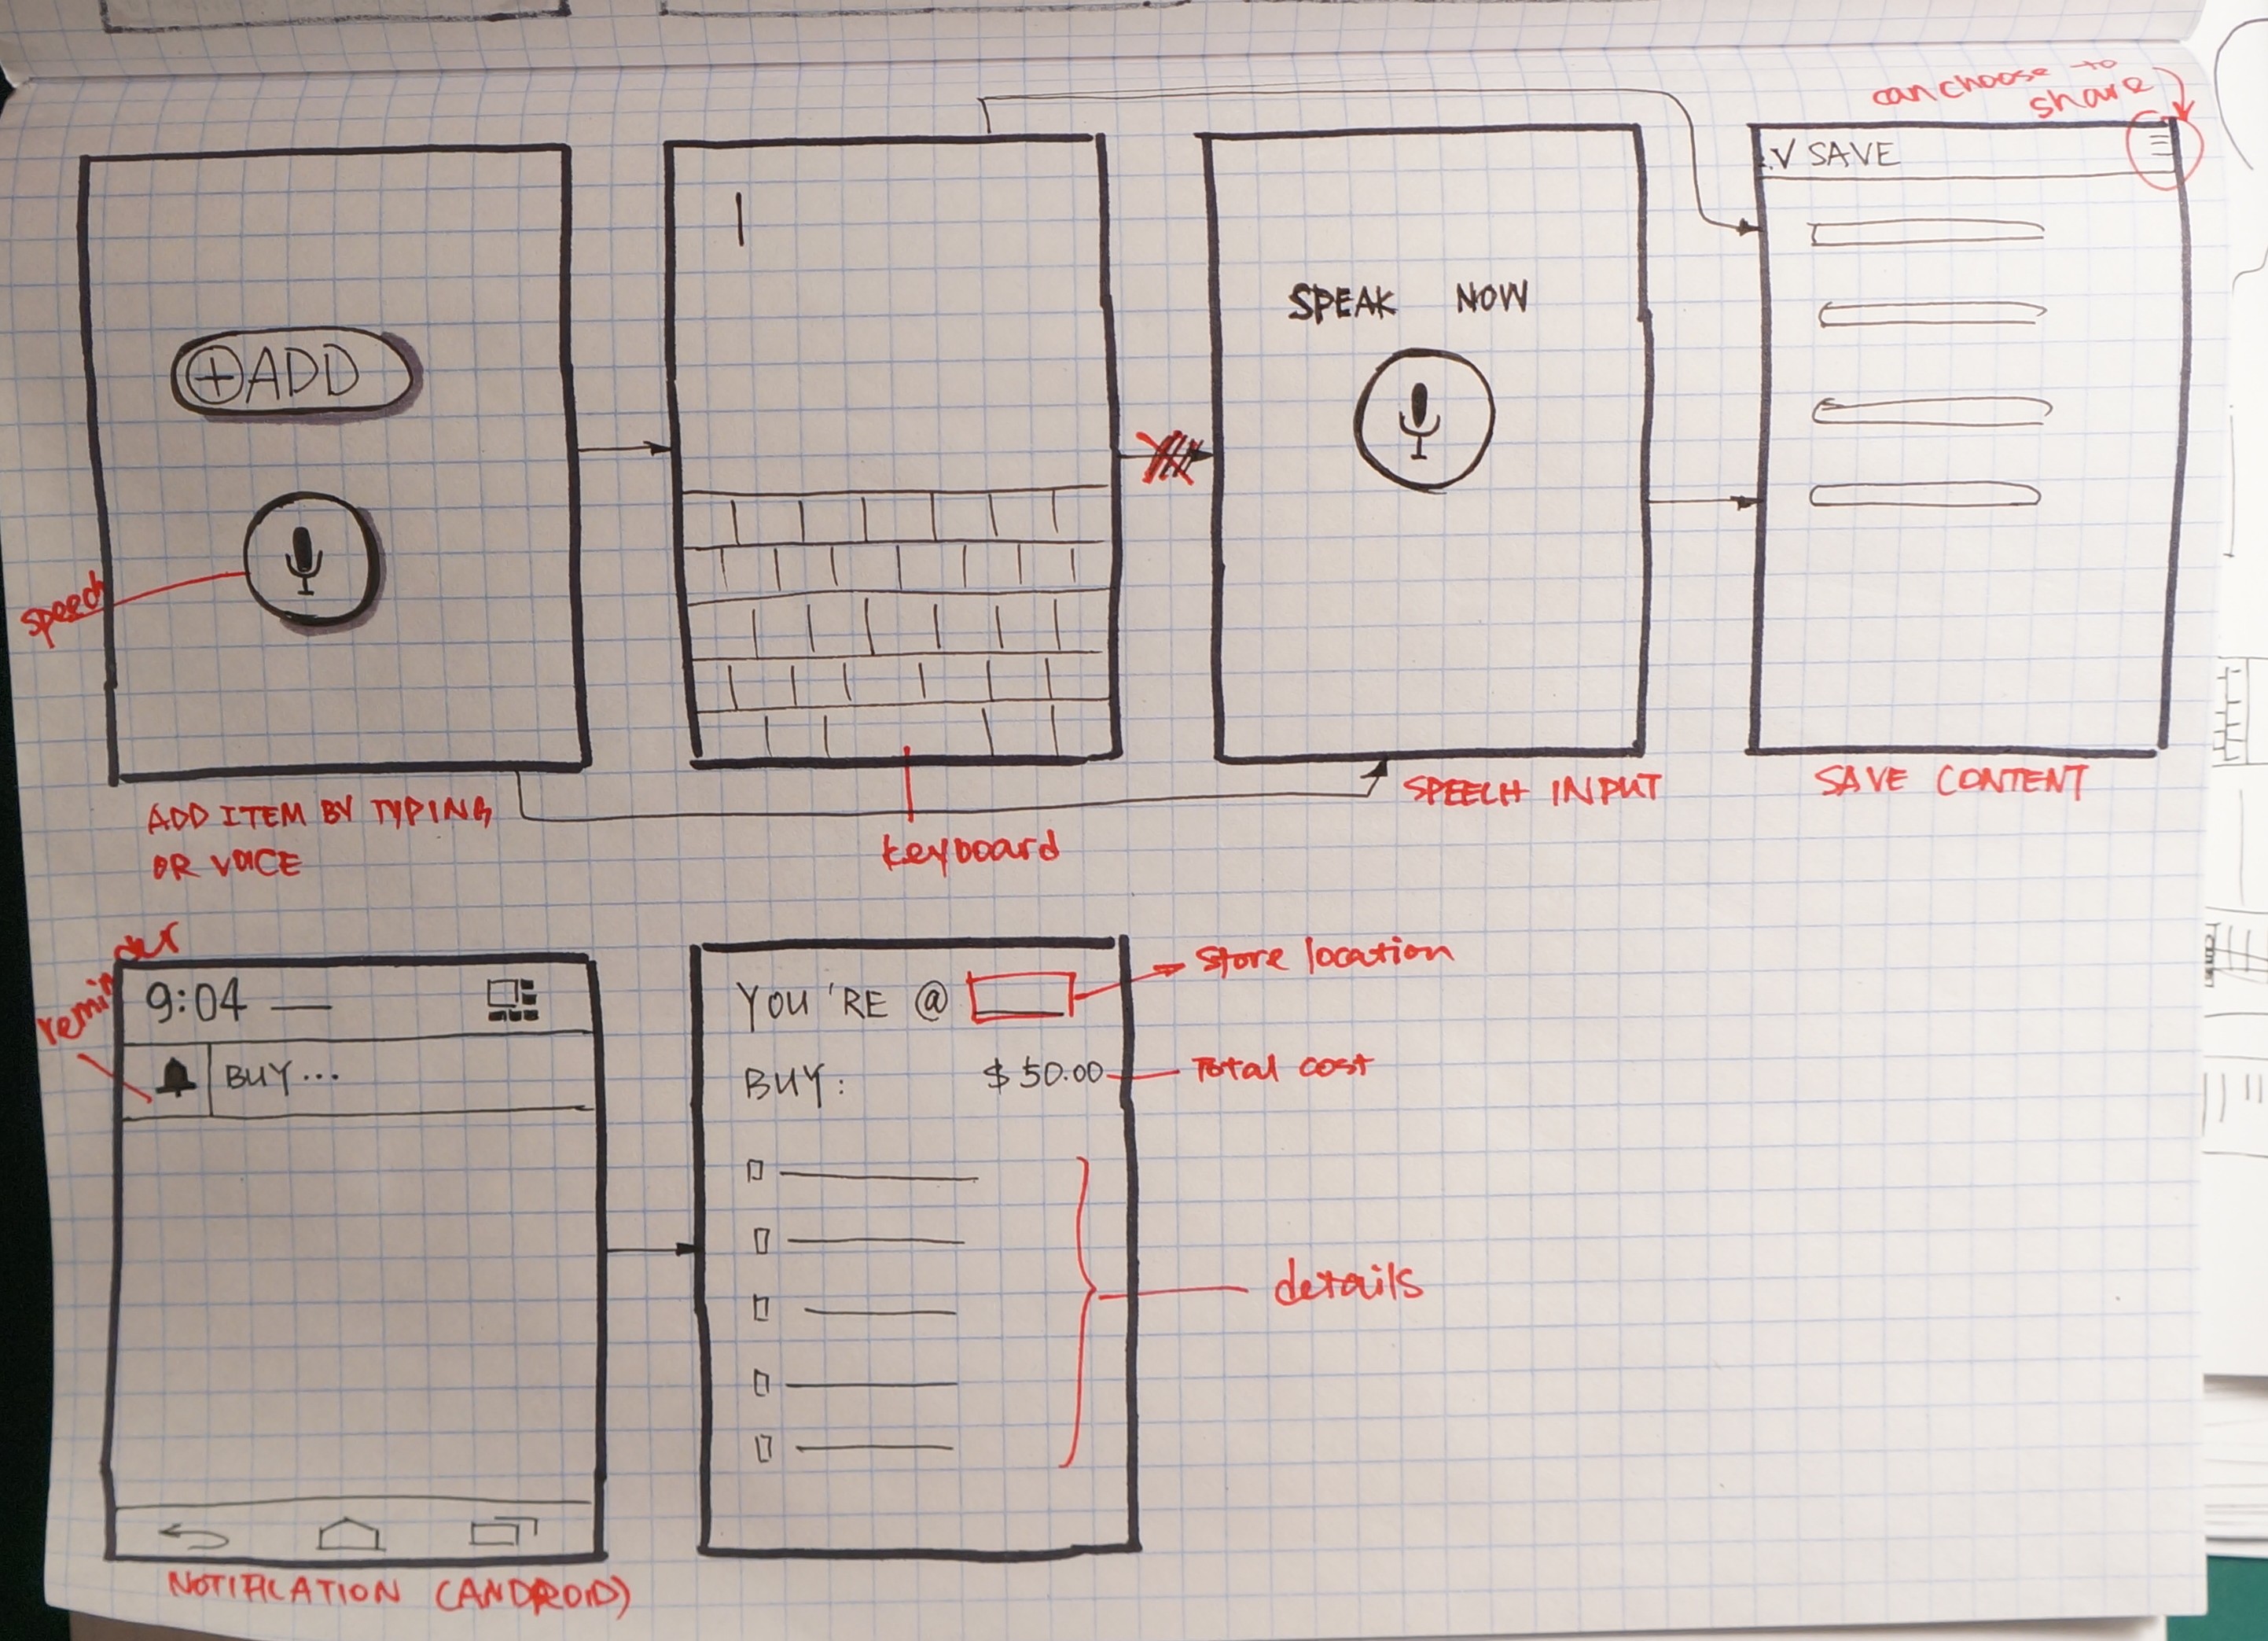 can choose to
share
✓ SAVE
⊕ADD
SPEAK NOW
speech
ADD ITEM BY TYPING
OR VOICE
keyboard
SPEECH INPUT
SAVE CONTENT
reminder
9:04 —
BUY...
NOTIFICATION (ANDROID)
YOU'RE @
store location
BUY: $50.00
Total cost
details